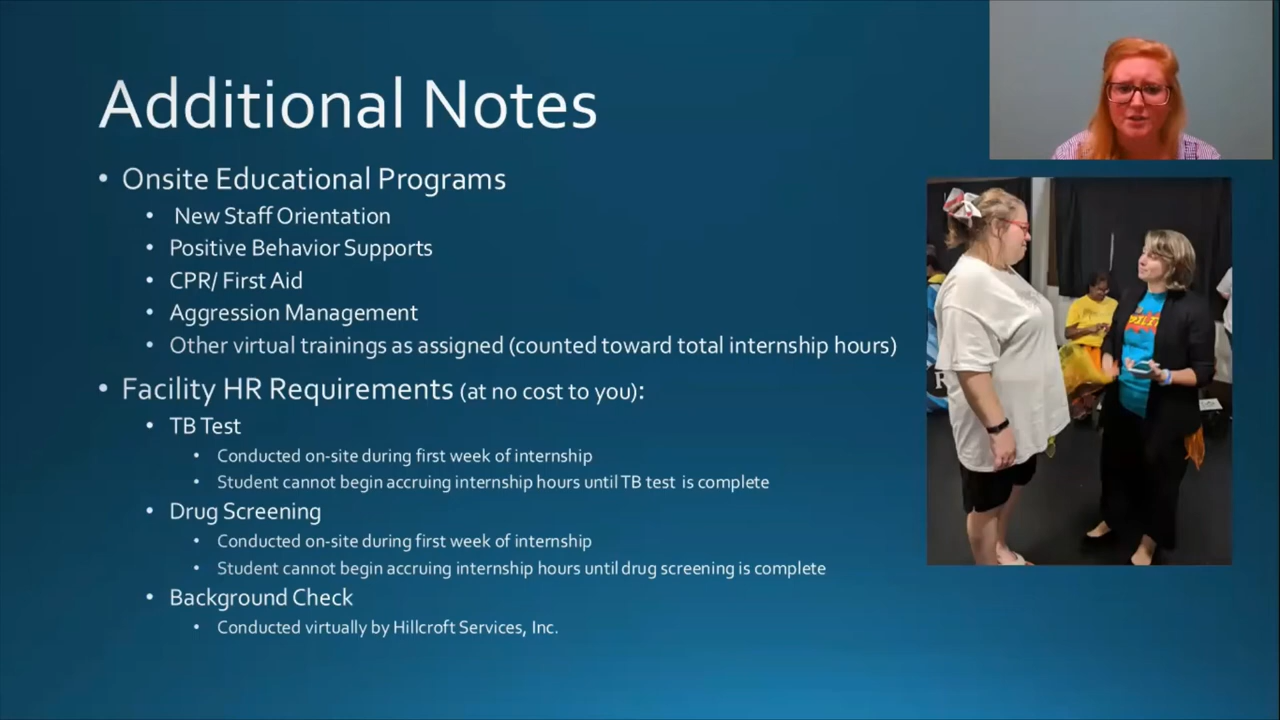 Additional Notes
• Onsite Educational Programs
• New Staff Orientation
• Positive Behavior Supports
• CPR/ First Aid
• Aggression Management
• Other virtual trainings as assigned (counted toward total internship hours)
• Facility HR Requirements (at no cost to you):
• TB Test
• Conducted on-site during first week of internship
• Student cannot begin accruing internship hours until TB test is complete
• Drug Screening
• Conducted on-site during first week of internship
• Student cannot begin accruing internship hours until drug screening is complete
• Background Check
• Conducted virtually by Hillcroft Services, Inc.